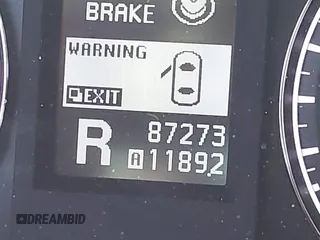 BRAKE
WARNING
EXIT
R
87273
A 11892
DREAMBID